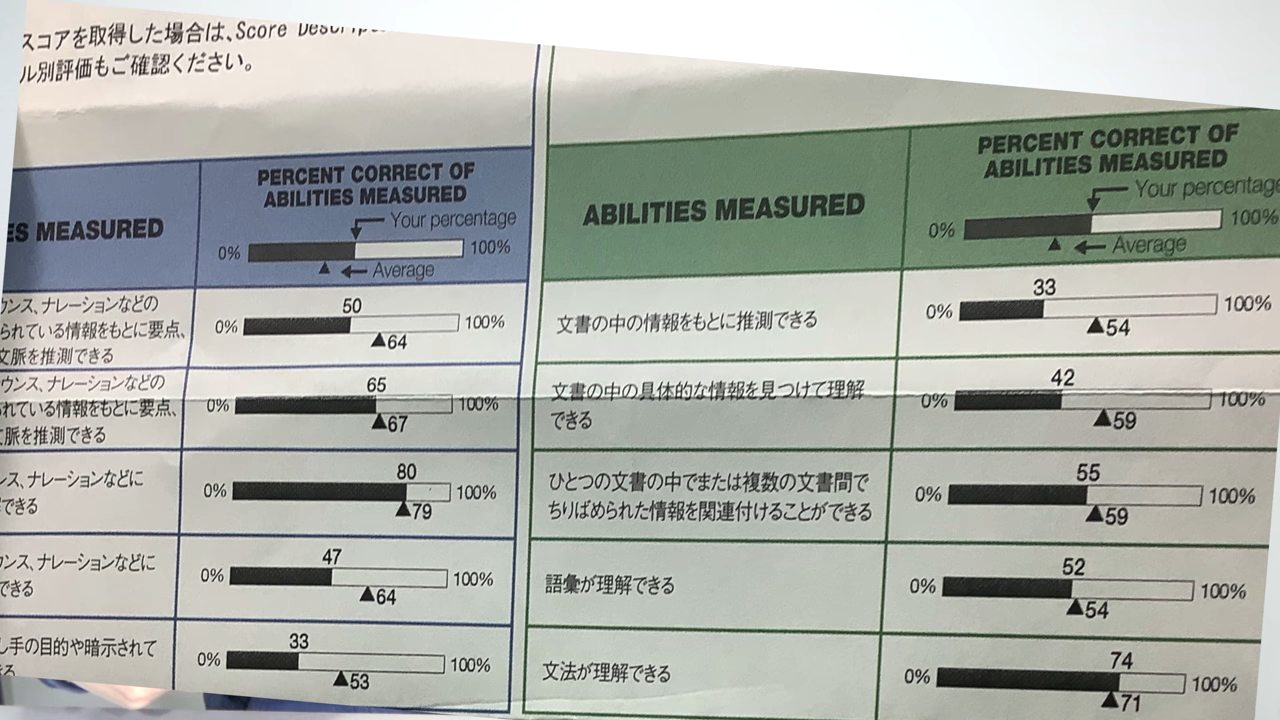 スコアを取得した場合は、Score
ル別評価もご確認ください。
ES MEASURED
PERCENT CORRECT OF
ABILITIES MEASURED
Your percentage
0% 100%
Average
ウンス、ナレーションなどの
られている情報をもとに要点、
文脈を推測できる
50
0% 100%
▲64
ウンス、ナレーションなどの
れている情報をもとに要点、
文脈を推測できる
65
0% 100%
▲67
ンス、ナレーションなどに
できる
80
0% 100%
▲79
ウンス、ナレーションなどに
できる
47
0% 100%
▲64
し手の目的や暗示されて
る
33
0% 100%
▲53
ABILITIES MEASURED
PERCENT CORRECT OF
ABILITIES MEASURED
Your percentage
0% 100%
Average
文書の中の情報をもとに推測できる
33
0% 100%
▲54
文書の中の具体的な情報を見つけて理解
できる
42
0% 100%
▲59
ひとつの文書の中でまたは複数の文書間で
ちりばめられた情報を関連付けることができる
55
0% 100%
▲59
語彙が理解できる
52
0% 100%
▲54
文法が理解できる
74
0% 100%
▲71